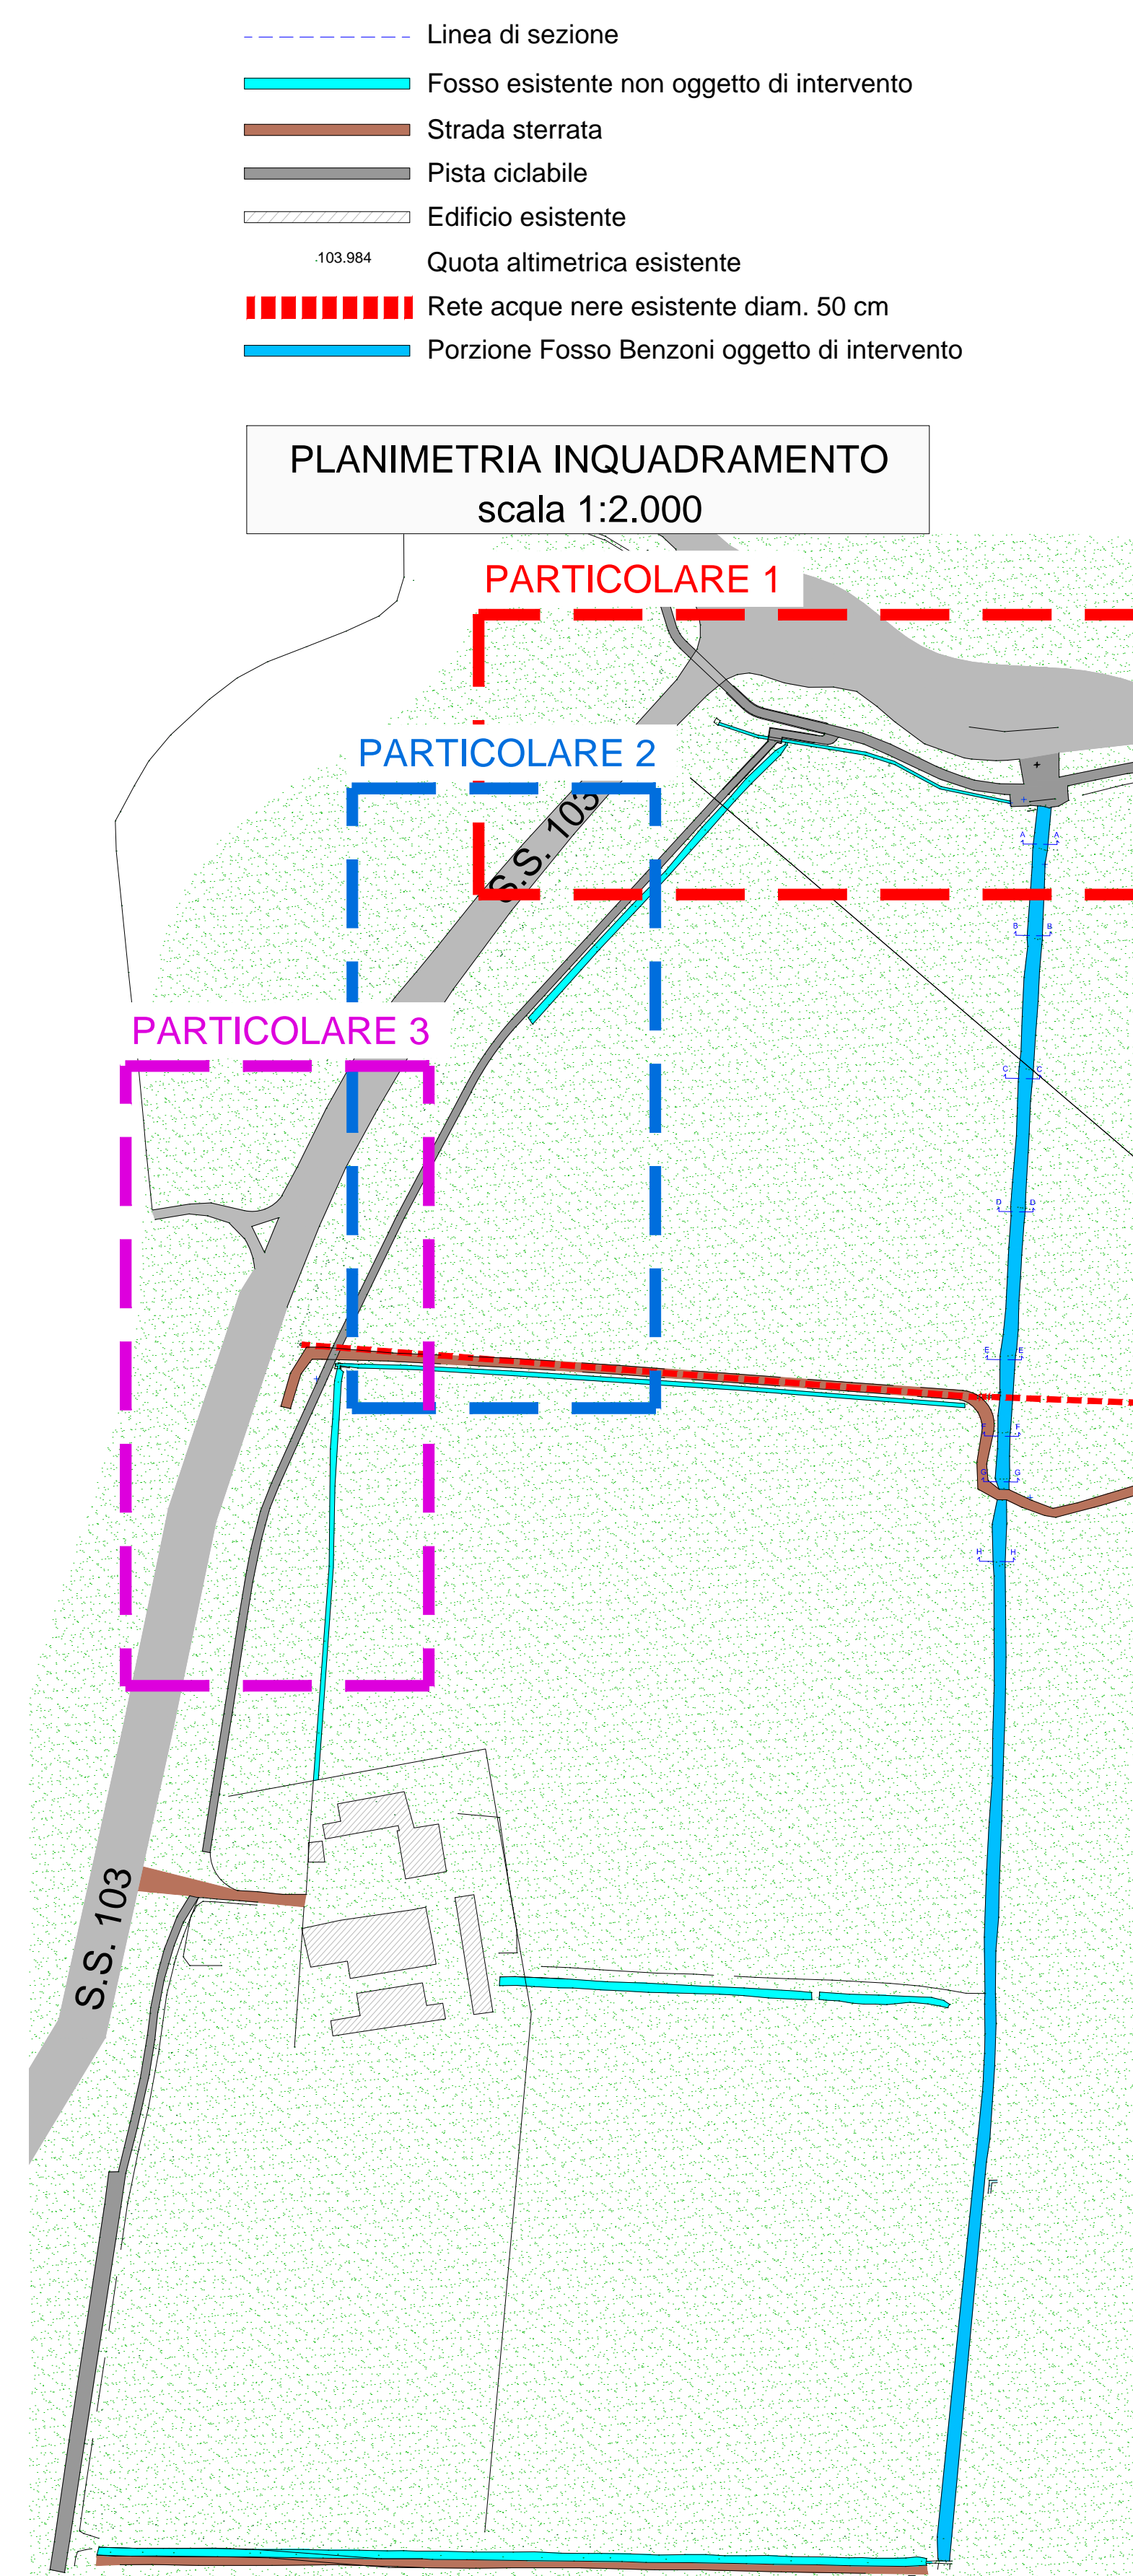 Linea di sezione
Fosso esistente non oggetto di intervento
Strada sterrata
Pista ciclabile
Edificio esistente
103.984 Quota altimetrica esistente
Rete acque nere esistente diam. 50 cm
Porzione Fosso Benzoni oggetto di intervento
PLANIMETRIA INQUADRAMENTO
scala 1:2.000
PARTICOLARE 1
PARTICOLARE 2
S.S. 103
A A
B B
PARTICOLARE 3
C C
D D
E E
F F
G G
H H
S.S. 103